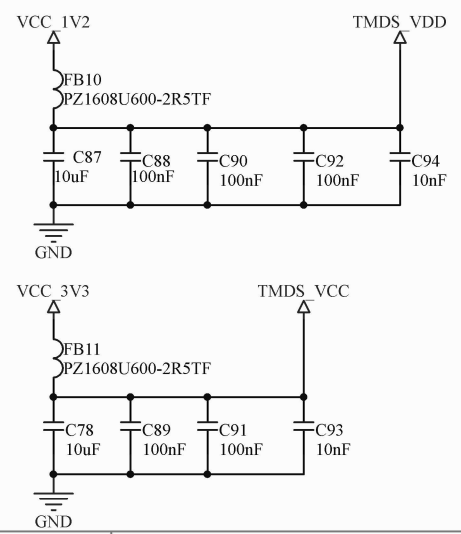 VCC_1V2
TMDS_VDD
FB10
PZ1608U600-2R5TF
C87
10uF
C88
100nF
C90
100nF
C92
100nF
C94
10nF
GND
VCC_3V3
TMDS_VCC
FB11
PZ1608U600-2R5TF
C78
10uF
C89
100nF
C91
100nF
C93
10nF
GND